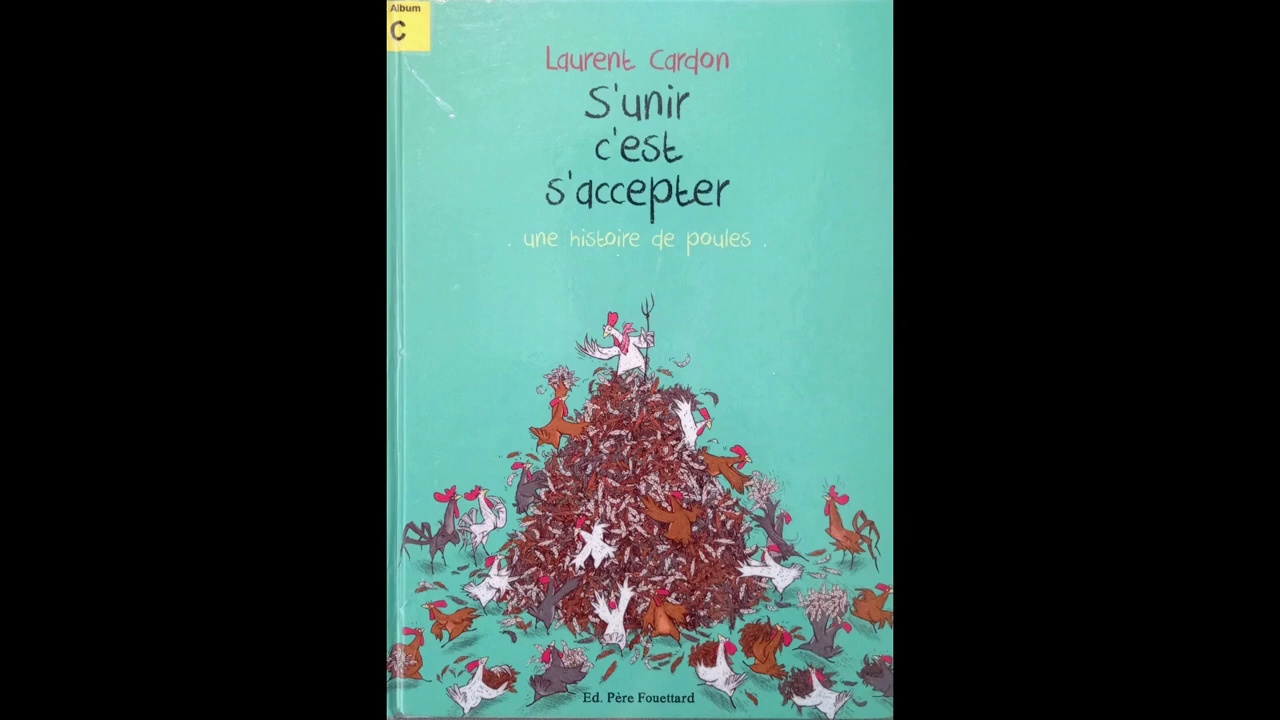 Album
C
Laurent Cardon
S'unir
c'est
s'accepter
. une histoire de poules .
Ed. Père Fouettard